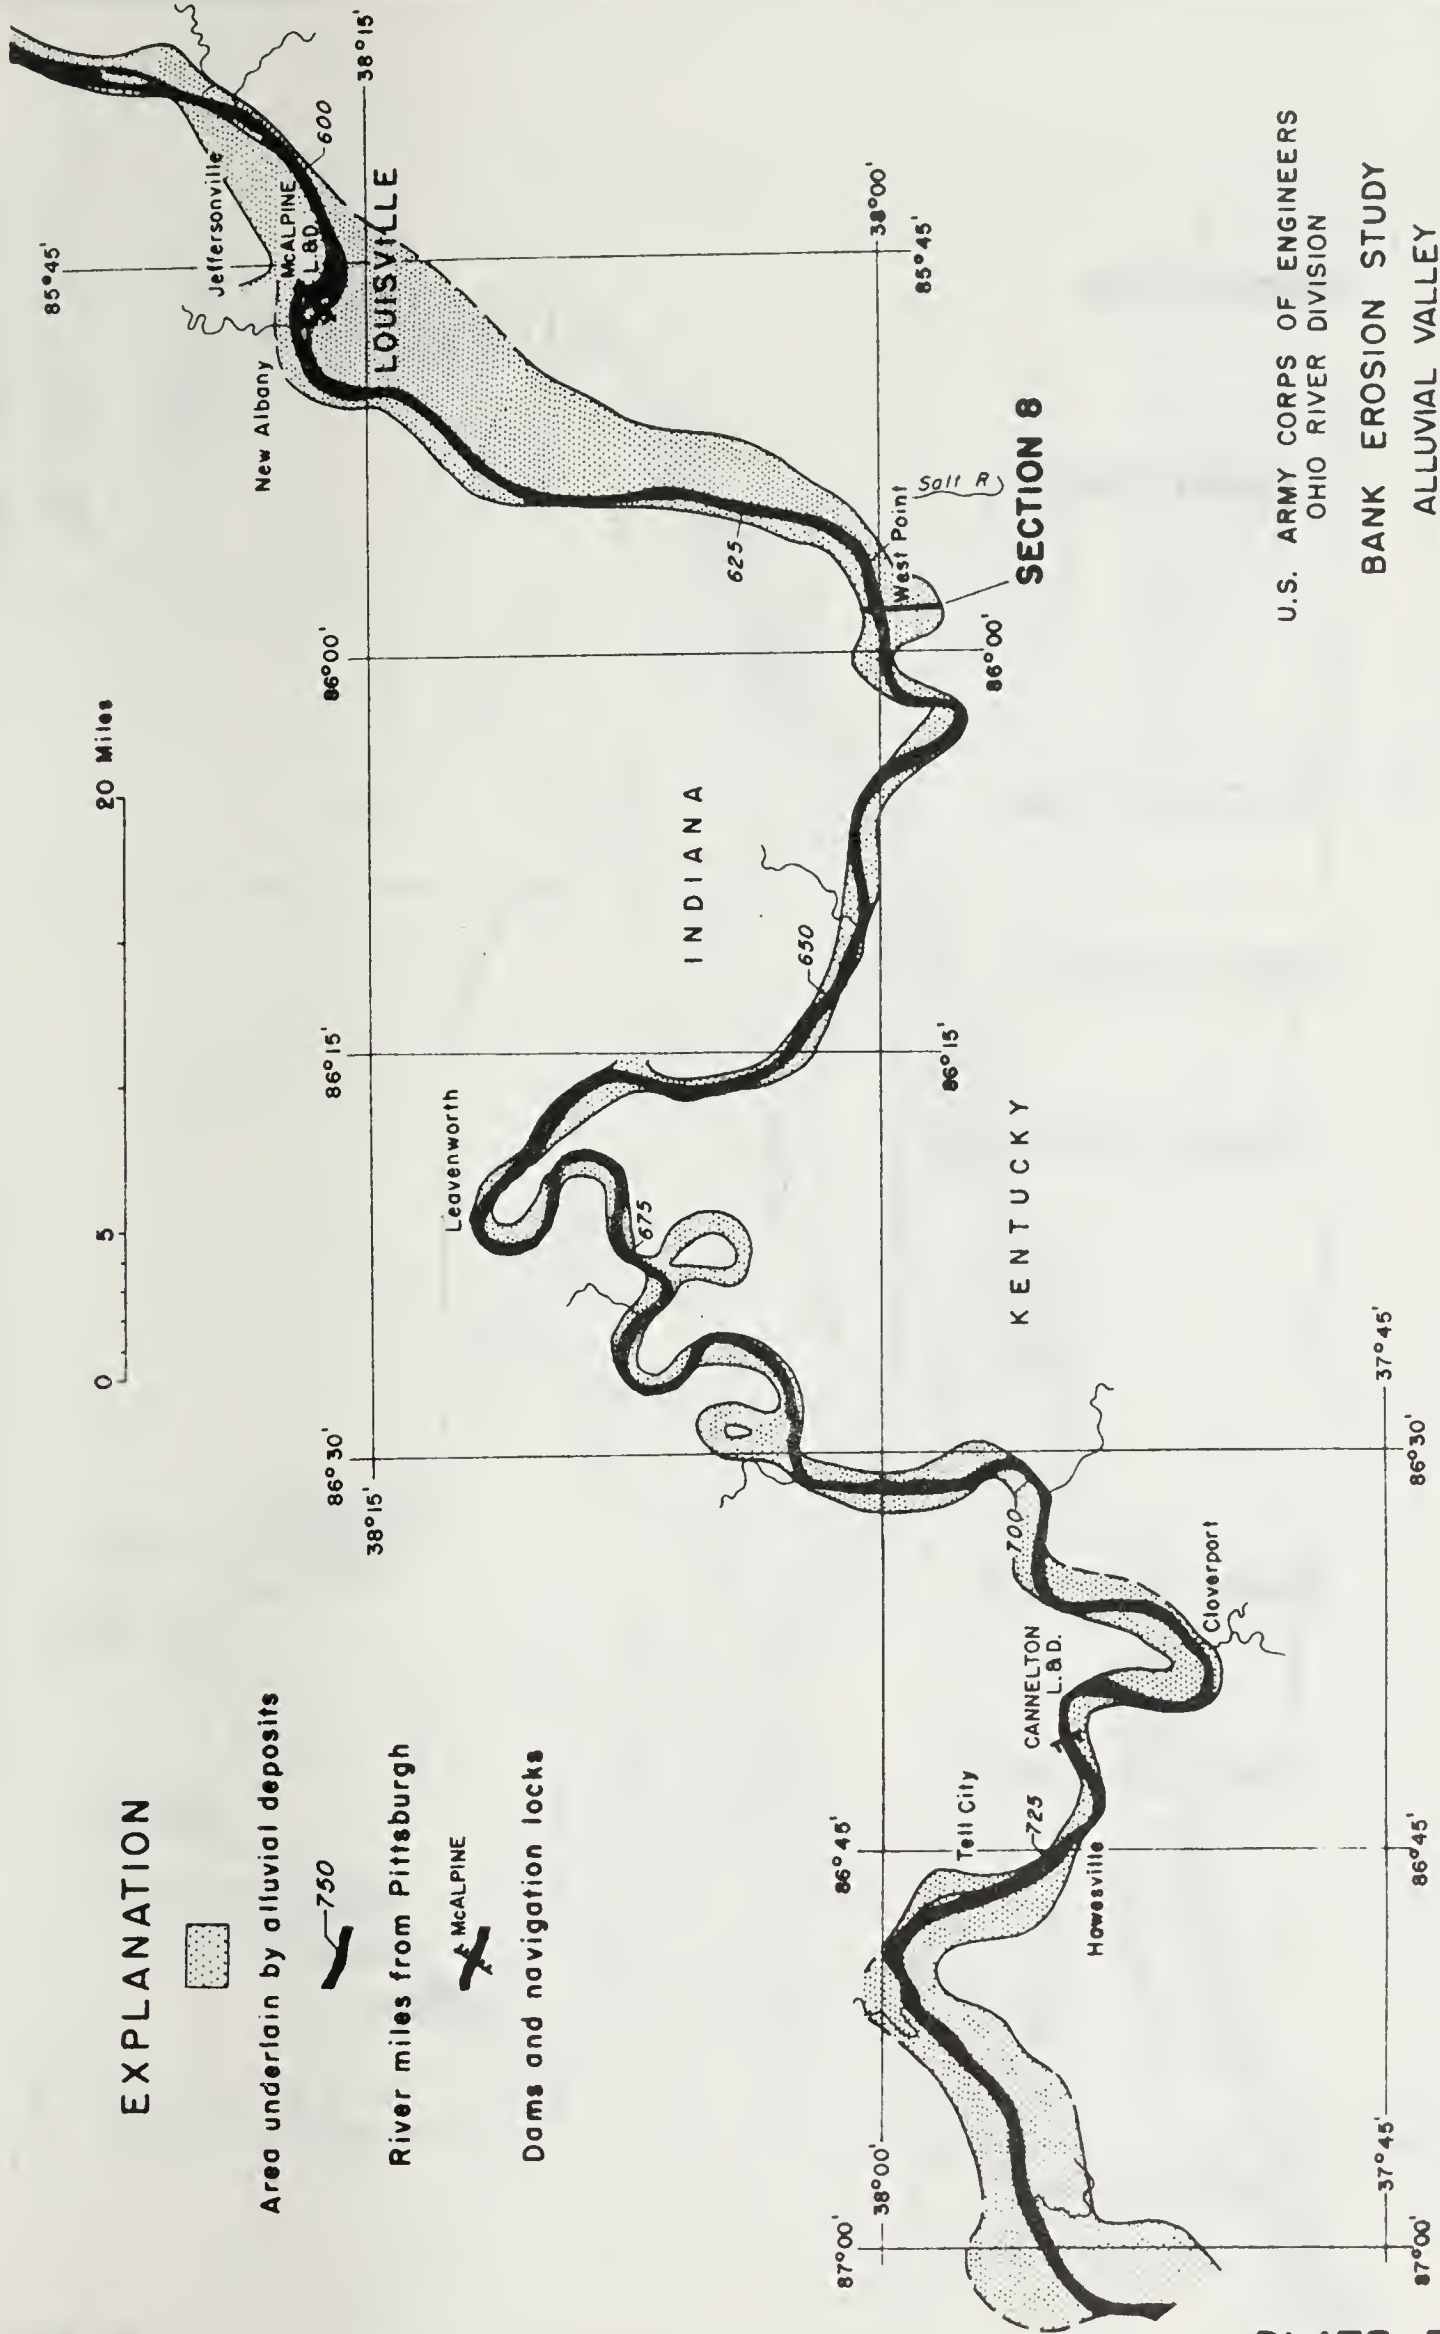 EXPLANATION
Area underlain by alluvial deposits
750
River miles from Pittsburgh
McALPINE
Dams and navigation locks
0
5
20 Miles
85°45'
38°15'
Jeffersonville
600
McALPINE
L.&D.
New Albany
LOUISVILLE
38°00'
85°45'
86°00'
625
West Point
Salt R
SECTION 8
86°00'
INDIANA
650
86°15'
Leavenworth
86°15'
675
KENTUCKY
86°30'
38°15'
37°45'
86°30'
700
Cloverport
CANNELTON
L.&D.
Tell City
725
86°45'
Hawesville
86°45'
87°00'
38°00'
37°45'
87°00'
U.S. ARMY CORPS OF ENGINEERS
OHIO RIVER DIVISION
BANK EROSION STUDY
ALLUVIAL VALLEY